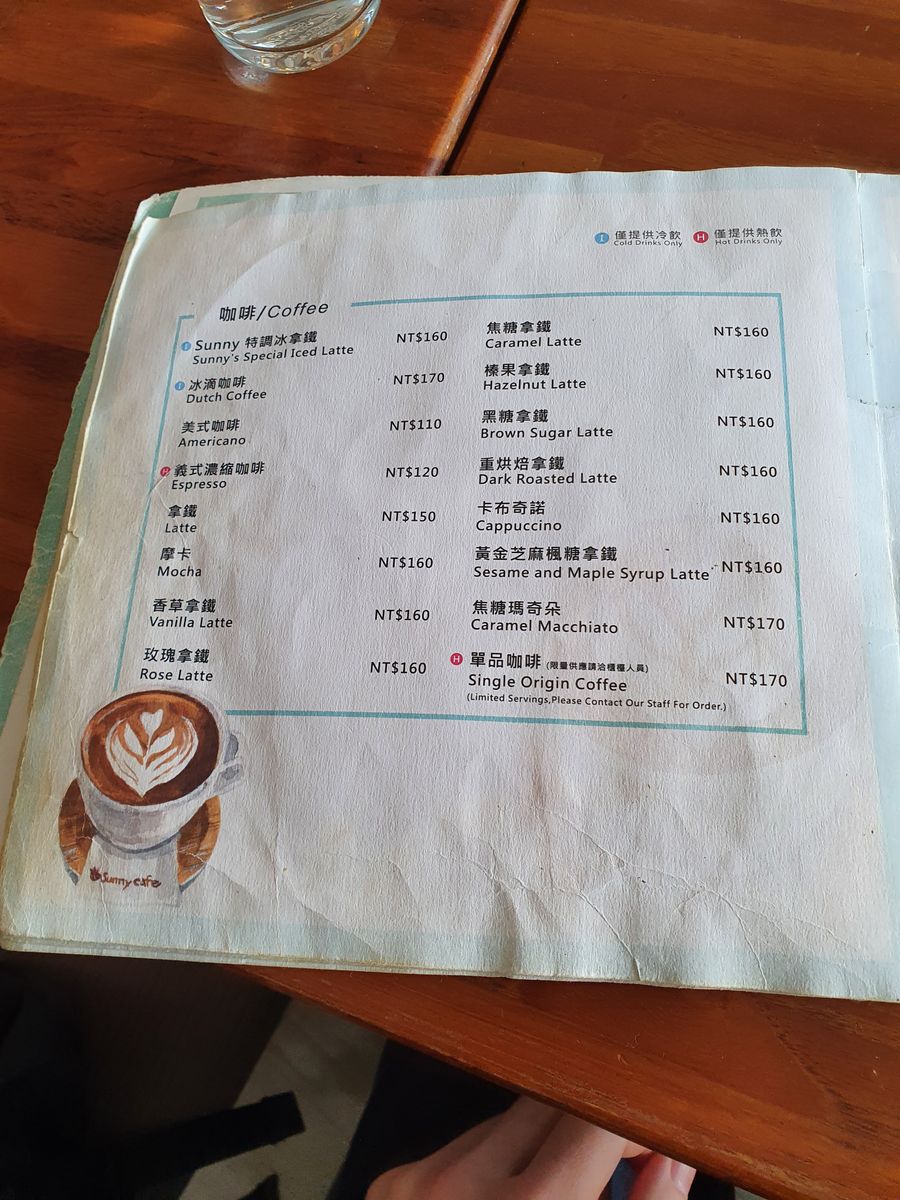 I 僅提供冷飲 H 僅提供熱飲
Cold Drinks Only Hot Drinks Only
咖啡/Coffee
I Sunny 特調冰拿鐵 NT$160
Sunny's Special Iced Latte
I 冰滴咖啡 NT$170
Dutch Coffee
美式咖啡 NT$110
Americano
H 義式濃縮咖啡 NT$120
Espresso
拿鐵 NT$150
Latte
摩卡 NT$160
Mocha
香草拿鐵 NT$160
Vanilla Latte
玫瑰拿鐵 NT$160
Rose Latte
焦糖拿鐵 NT$160
Caramel Latte
榛果拿鐵 NT$160
Hazelnut Latte
黑糖拿鐵 NT$160
Brown Sugar Latte
重烘焙拿鐵 NT$160
Dark Roasted Latte
卡布奇諾 NT$160
Cappuccino
黃金芝麻楓糖拿鐵 NT$160
Sesame and Maple Syrup Latte
焦糖瑪奇朵 NT$170
Caramel Macchiato
H 單品咖啡 (限量供應請洽櫃檯人員) NT$170
Single Origin Coffee
(Limited Servings,Please Contact Our Staff For Order.)
Sunny cafe